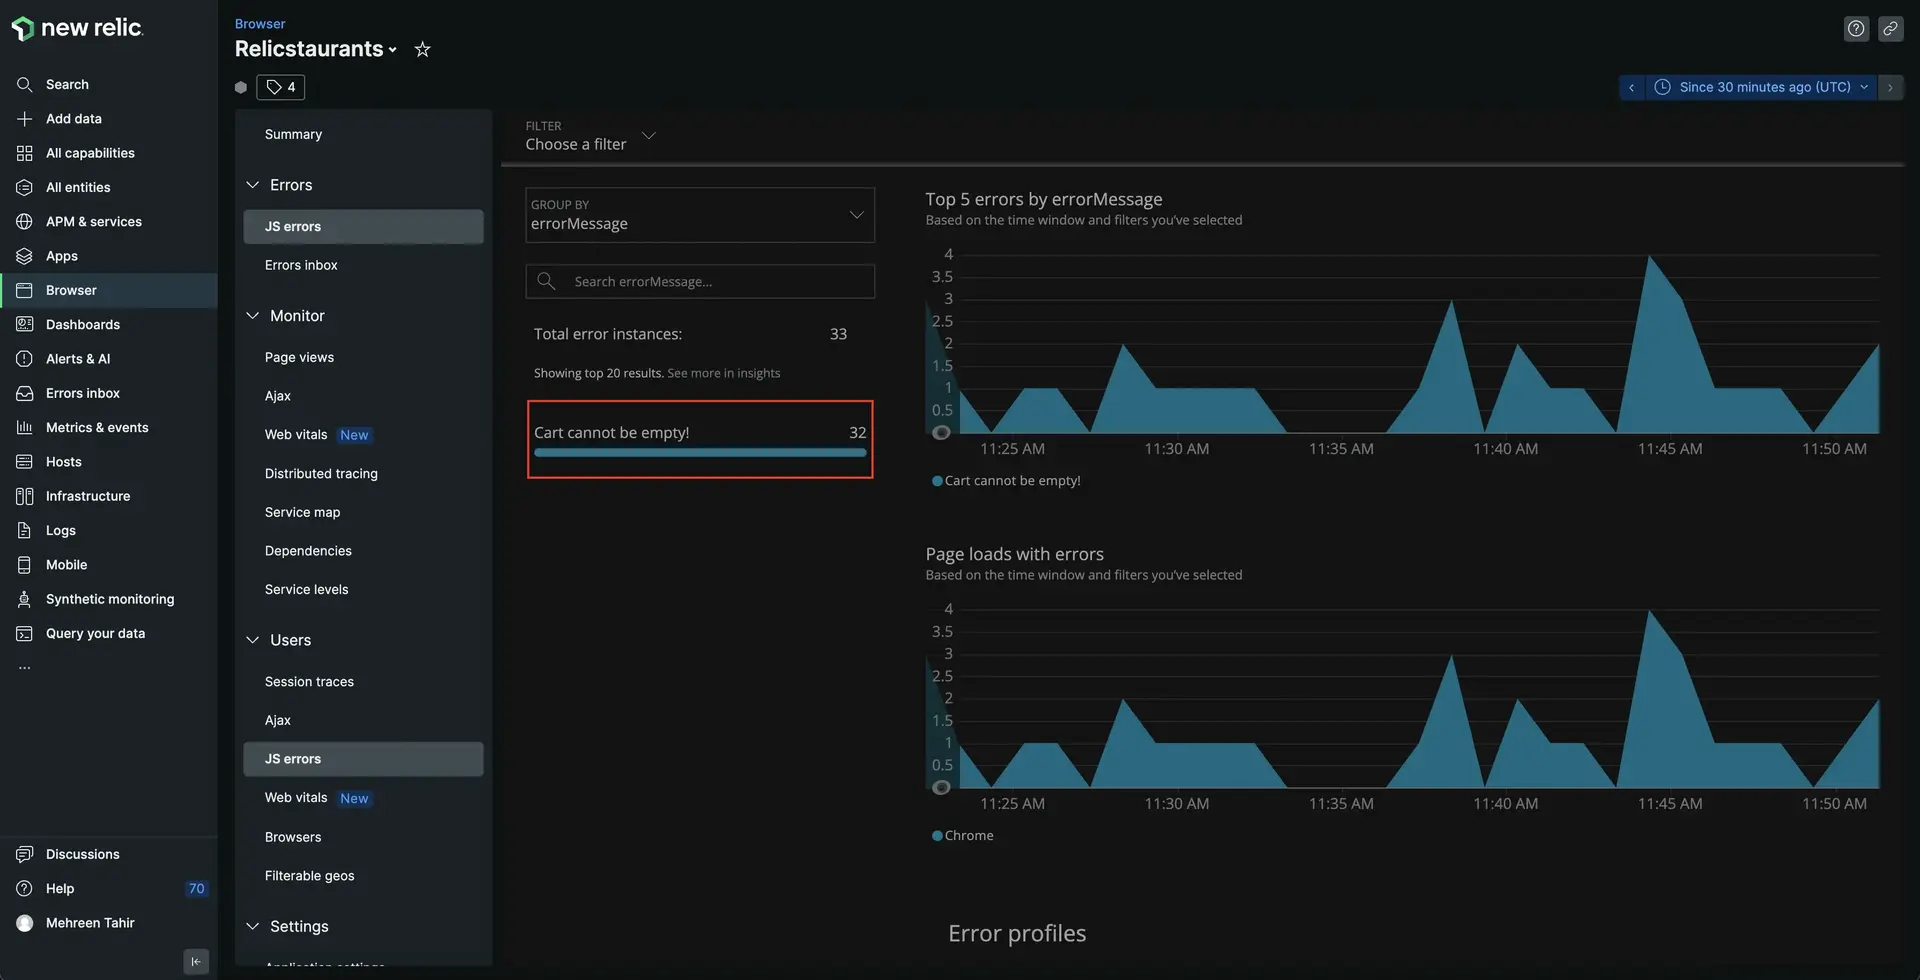 new relic.
Search
Add data
All capabilities
All entities
APM & services
Apps
Browser
Dashboards
Alerts & AI
Errors inbox
Metrics & events
Hosts
Infrastructure
Logs
Mobile
Synthetic monitoring
Query your data
...
Discussions
Help 70
Mehreen Tahir
Browser
Relicstaurants
4
Since 30 minutes ago (UTC)
Summary
Errors
JS errors
Errors inbox
Monitor
Page views
Ajax
Web vitals New
Distributed tracing
Service map
Dependencies
Service levels
Users
Session traces
Ajax
JS errors
Web vitals New
Browsers
Filterable geos
Settings
Application settings
FILTER
Choose a filter
GROUP BY
errorMessage
Search errorMessage...
Total error instances: 33
Showing top 20 results. See more in insights
Cart cannot be empty! 32
Top 5 errors by errorMessage
Based on the time window and filters you've selected
4
3.5
3
2.5
2
1.5
1
0.5
11:25 AM 11:30 AM 11:35 AM 11:40 AM 11:45 AM 11:50 AM
Cart cannot be empty!
Page loads with errors
Based on the time window and filters you've selected
4
3.5
3
2.5
2
1.5
1
0.5
11:25 AM 11:30 AM 11:35 AM 11:40 AM 11:45 AM 11:50 AM
Chrome
Error profiles